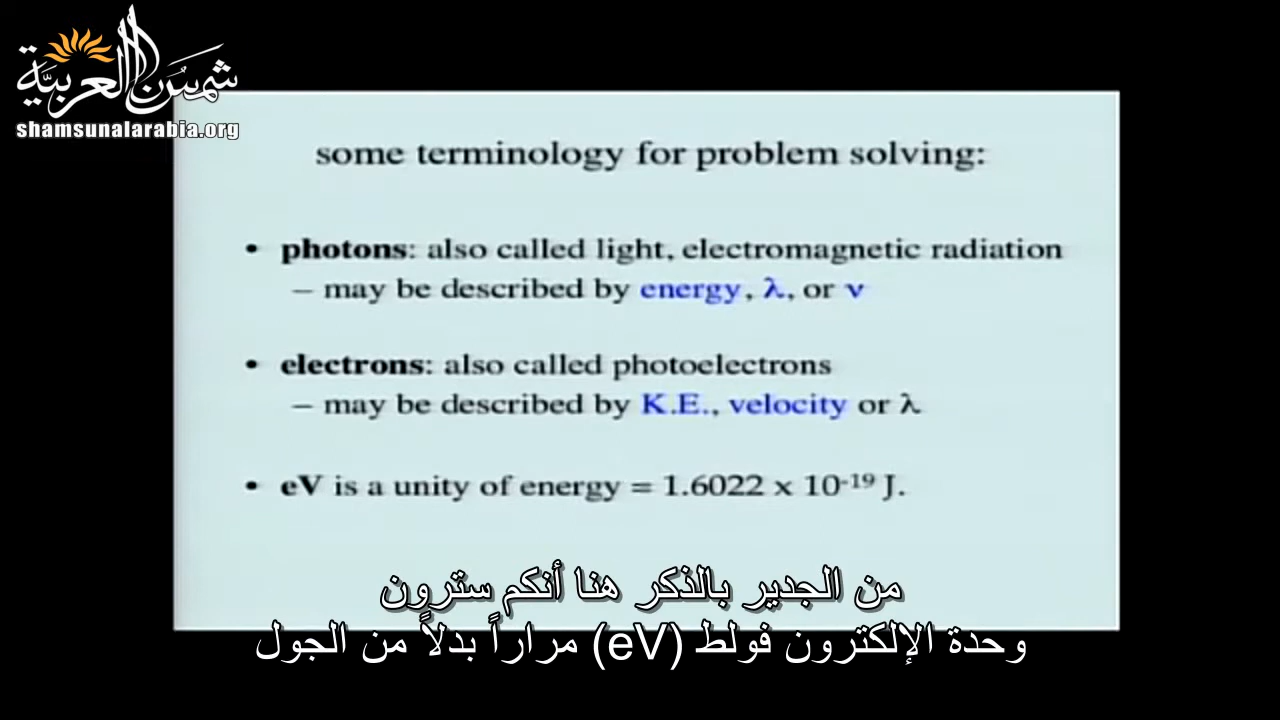 شمس العربية
shamsunalarabia.org
some terminology for problem solving:
• photons: also called light, electromagnetic radiation
– may be described by energy, λ, or ν
• electrons: also called photoelectrons
– may be described by K.E., velocity or λ
• eV is a unity of energy = 1.6022 x 10⁻¹⁹ J.
من الجدير بالذكر هنا أنكم سترون
وحدة الإلكترون فولط (eV) مراراً بدلاً من الجول